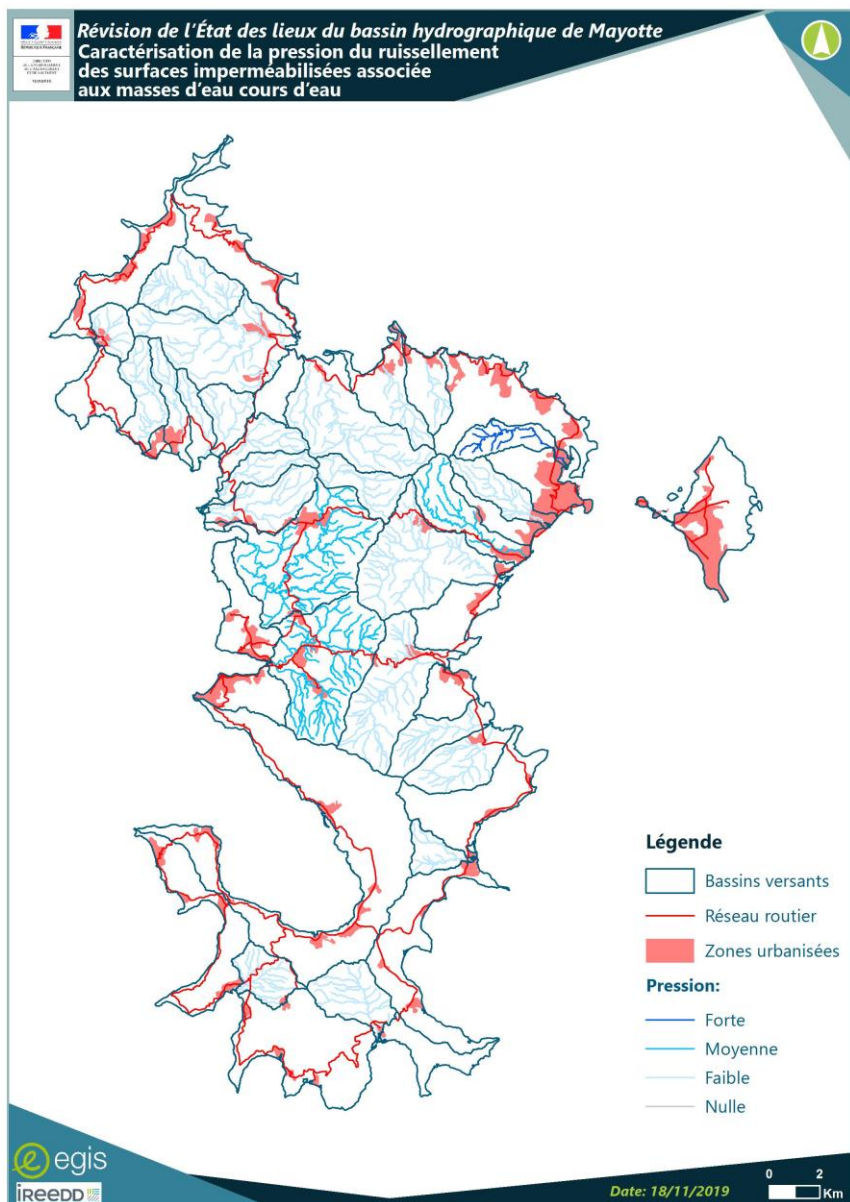 Révision de l'État des lieux du bassin hydrographique de Mayotte
Caractérisation de la pression du ruissellement
des surfaces imperméabilisées associée
aux masses d'eau cours d'eau
Légende
Bassins versants
Réseau routier
Zones urbanisées
Pression:
Forte
Moyenne
Faible
Nulle
egis
iREEDD
Date: 18/11/2019
0 2
Km